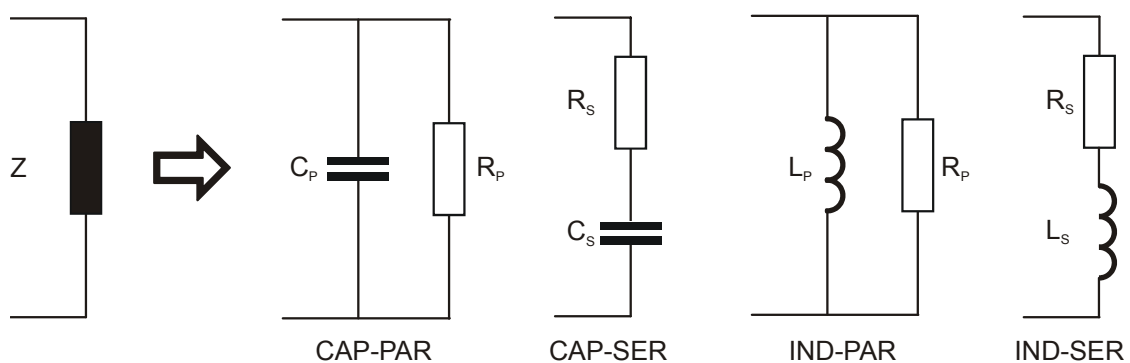 Z
C_P
R_P
CAP-PAR
R_S
C_S
CAP-SER
L_P
R_P
IND-PAR
R_S
L_S
IND-SER